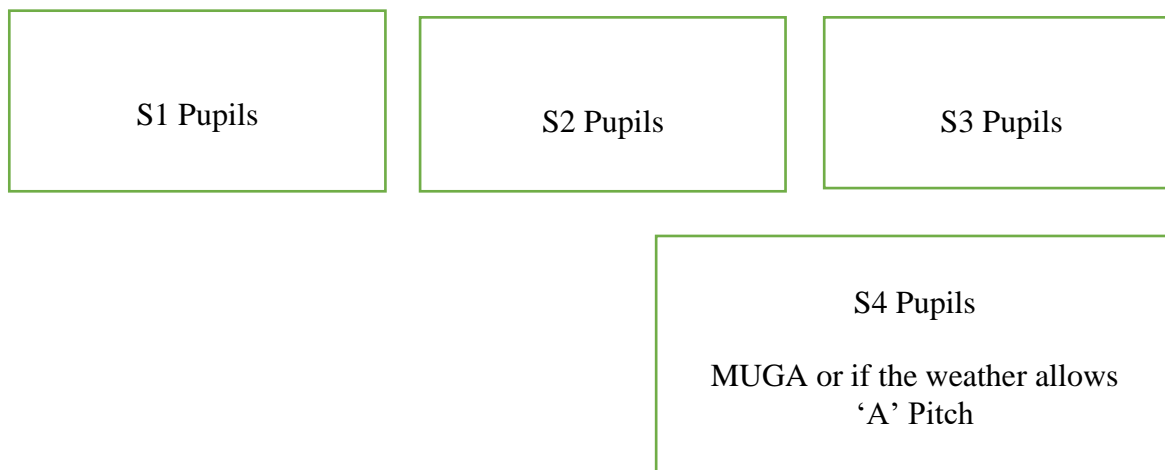 S1 Pupils
S2 Pupils
S3 Pupils
S4 Pupils
MUGA or if the weather allows
‘A’ Pitch